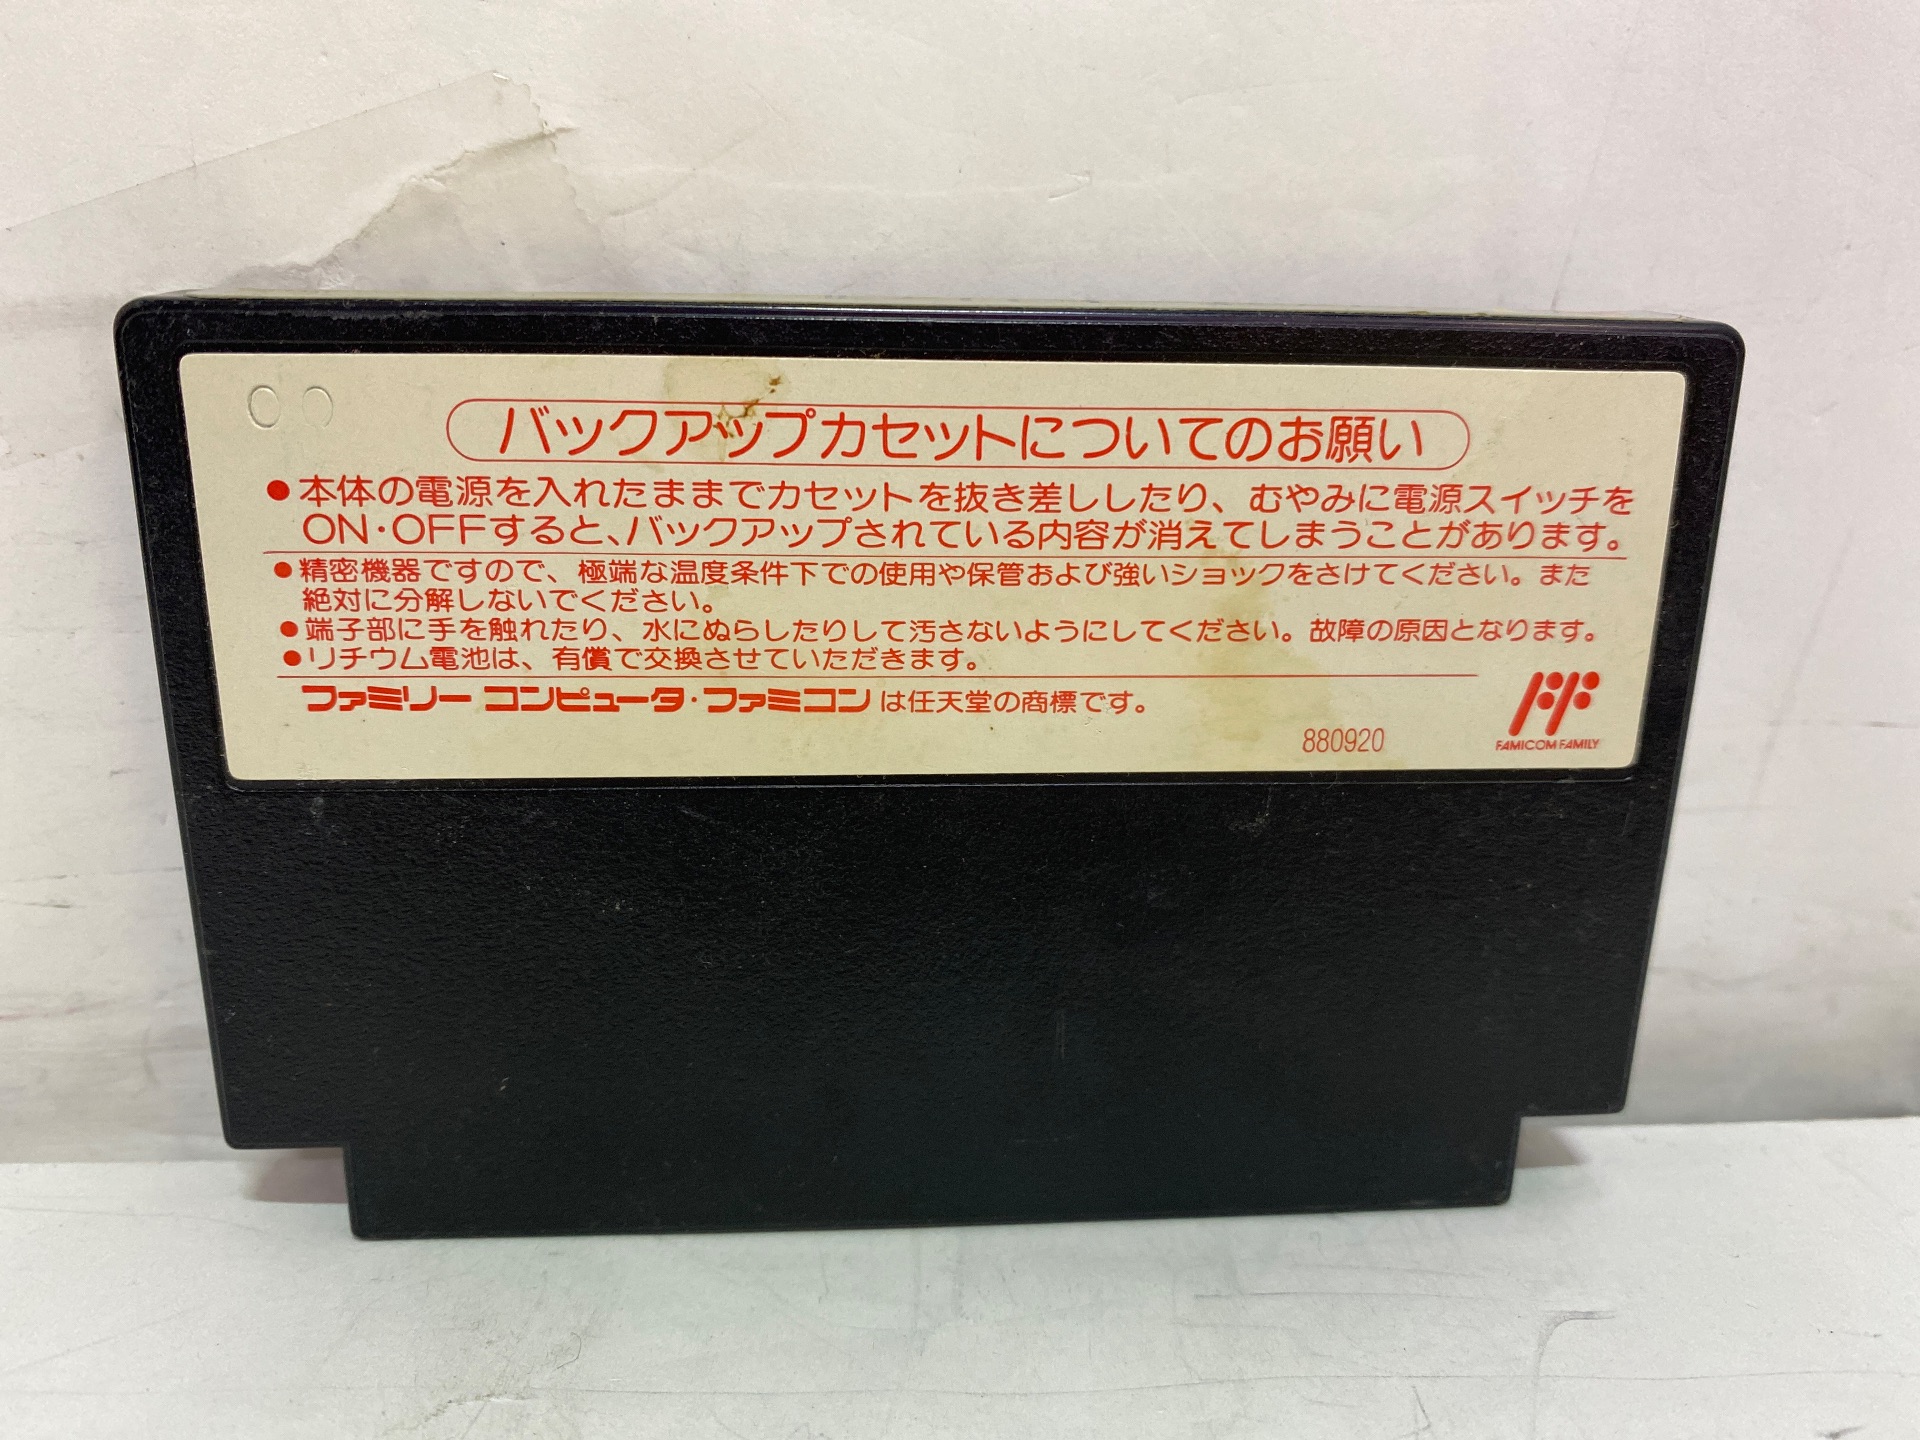 00
バックアップカセットについてのお願い
●本体の電源を入れたままでカセットを抜き差ししたり、むやみに電源スイッチを
ON・OFFすると、バックアップされている内容が消えてしまうことがあります。
●精密機器ですので、極端な温度条件下での使用や保管および強いショックをさけてください。また
絶対に分解しないでください。
●端子部に手を触れたり、水にぬらしたりして汚さないようにしてください。故障の原因となります。
●リチウム電池は、有償で交換させていただきます。
ファミリーコンピュータ・ファミコンは任天堂の商標です。
880920
FAMICOM FAMILY